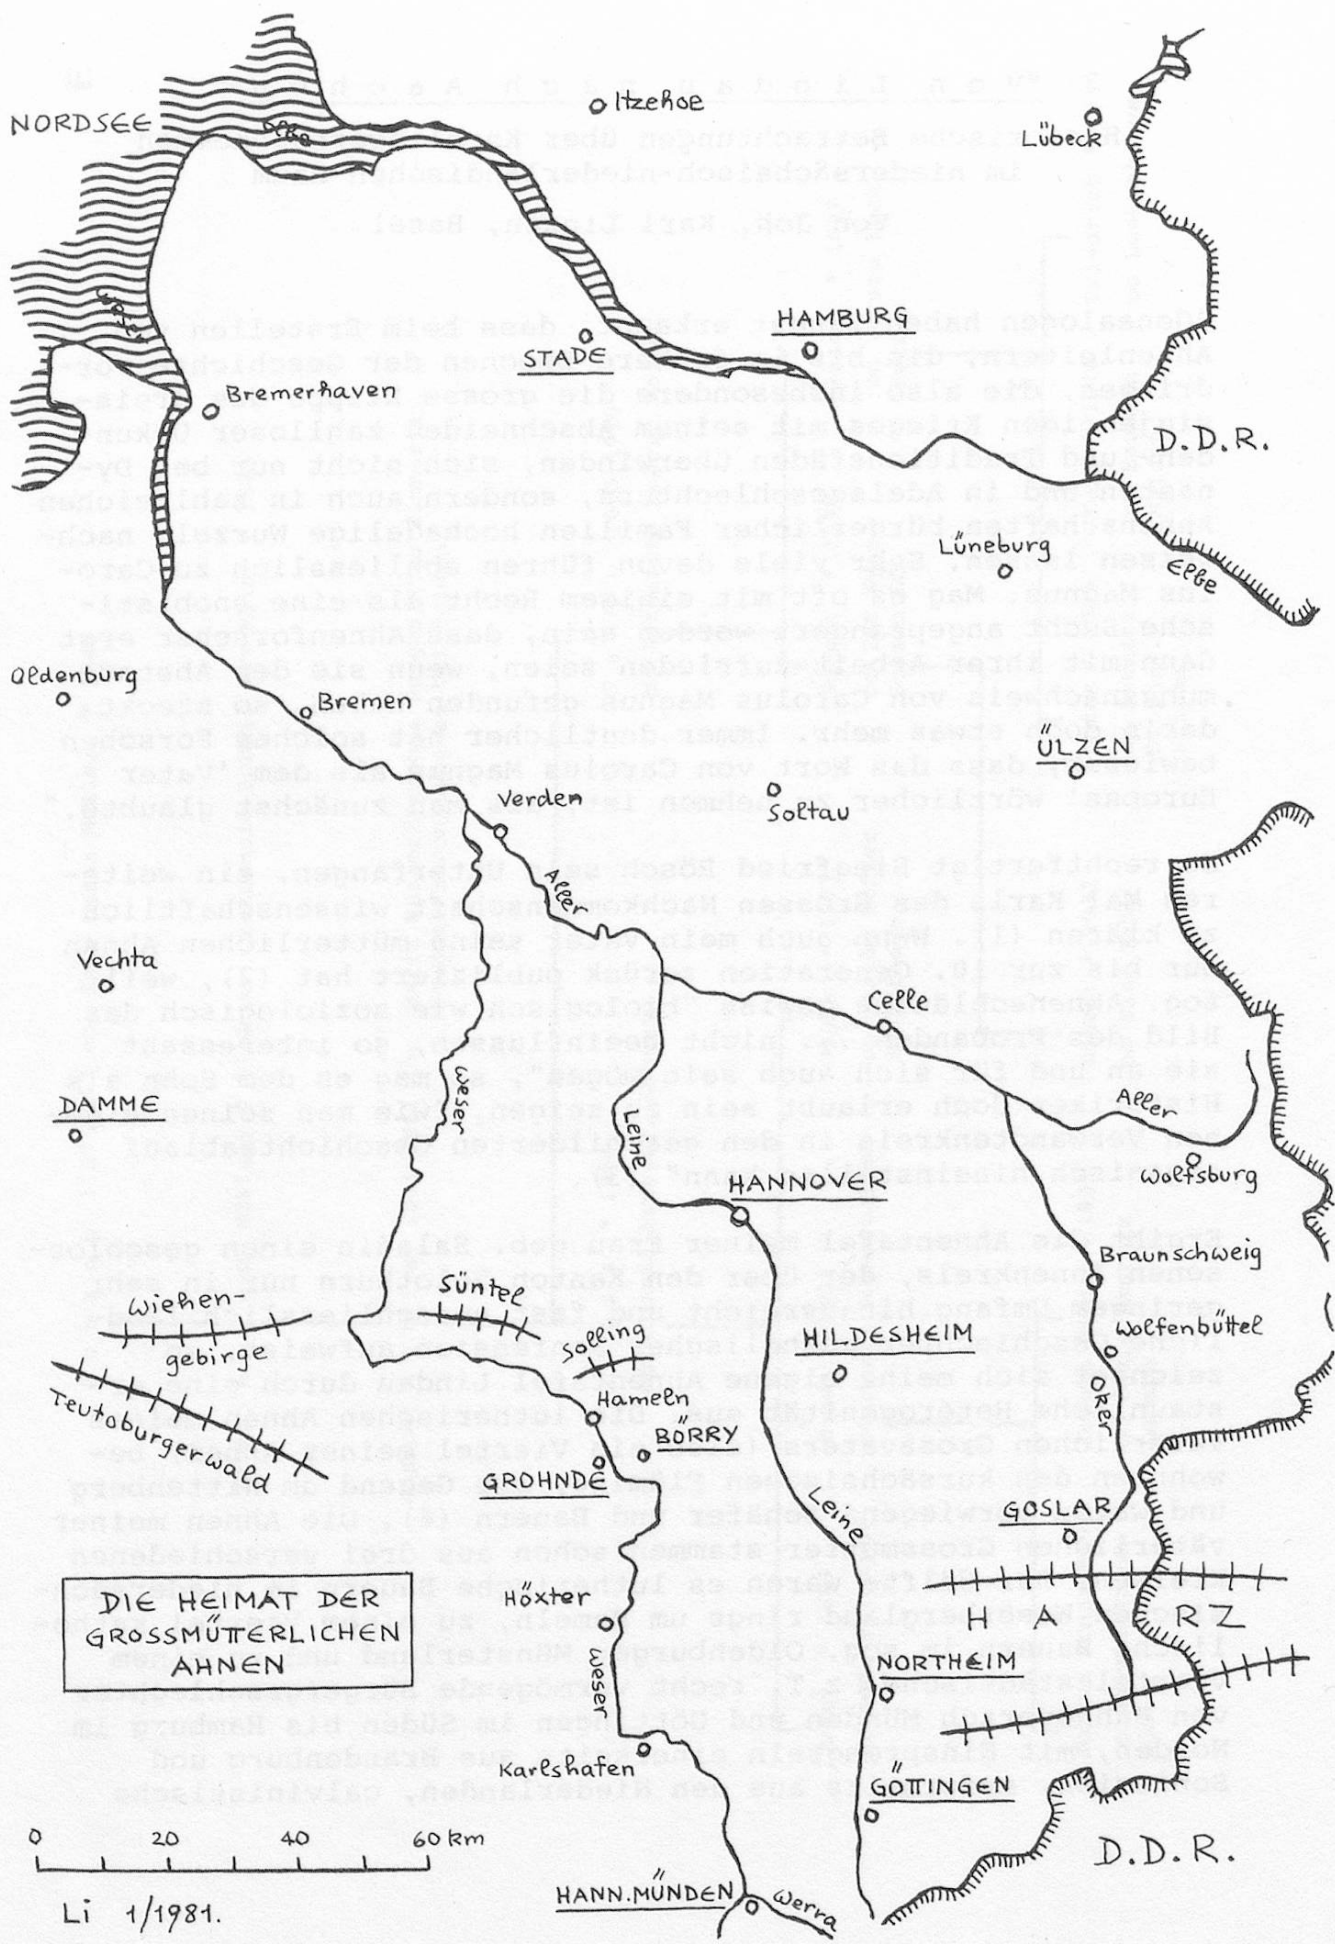 NORDSEE
Elbe
Itzehoe
Lübeck
Weser
STADE
HAMBURG
Bremerhaven
D.D.R.
Lüneburg
Elbe
Oldenburg
Bremen
ÜLZEN
Verden
Soltau
Aller
Vechta
Celle
DAMME
Weser
Leine
Aller
Wolfsburg
HANNOVER
Braunschweig
Wiehen-
gebirge
Süntel
Solling
HILDESHEIM
Wolfenbüttel
Teutoburgerwald
Hameln
BÖRRY
Oker
GROHNDE
Leine
GOSLAR
DIE HEIMAT DER
GROSSMÜTTERLICHEN
AHNEN
Höxter
HARZ
Weser
NORTHEIM
Karlshafen
GÖTTINGEN
0 20 40 60 km
D.D.R.
HANN.MÜNDEN
Werra
Li 1/1981.